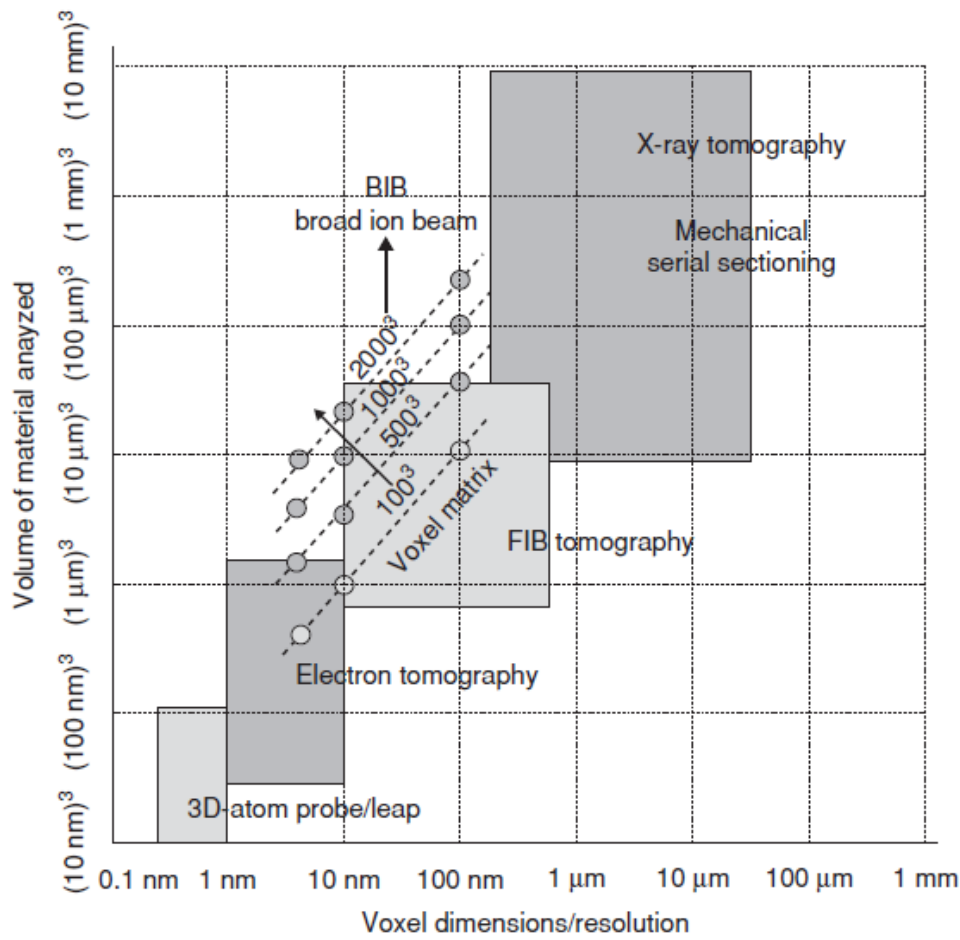 Volume of material anayzed
(10 mm)³
(1 mm)³
(100 μm)³
(10 μm)³
(1 μm)³
(100 nm)³
(10 nm)³
X-ray tomography
BIB
broad ion beam
Mechanical
serial sectioning
2000³
1000³
500³
100³
Voxel matrix
FIB tomography
Electron tomography
3D-atom probe/leap
0.1 nm 1 nm 10 nm 100 nm 1 μm 10 μm 100 μm 1 mm
Voxel dimensions/resolution